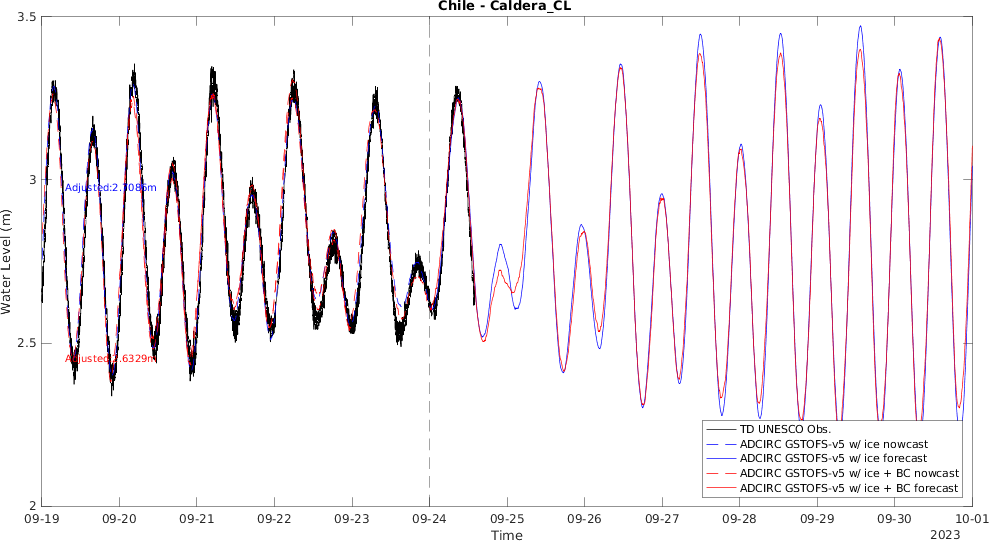 Chile - Caldera_CL
3.5
3
2.5
2
Water Level (m)
Adjusted:2.7086m
Adjusted:2.6329m
TD UNESCO Obs.
ADCIRC GSTOFS-v5 w/ ice nowcast
ADCIRC GSTOFS-v5 w/ ice forecast
ADCIRC GSTOFS-v5 w/ ice + BC nowcast
ADCIRC GSTOFS-v5 w/ ice + BC forecast
09-19 09-20 09-21 09-22 09-23 09-24 09-25 09-26 09-27 09-28 09-29 09-30 10-01
Time
2023